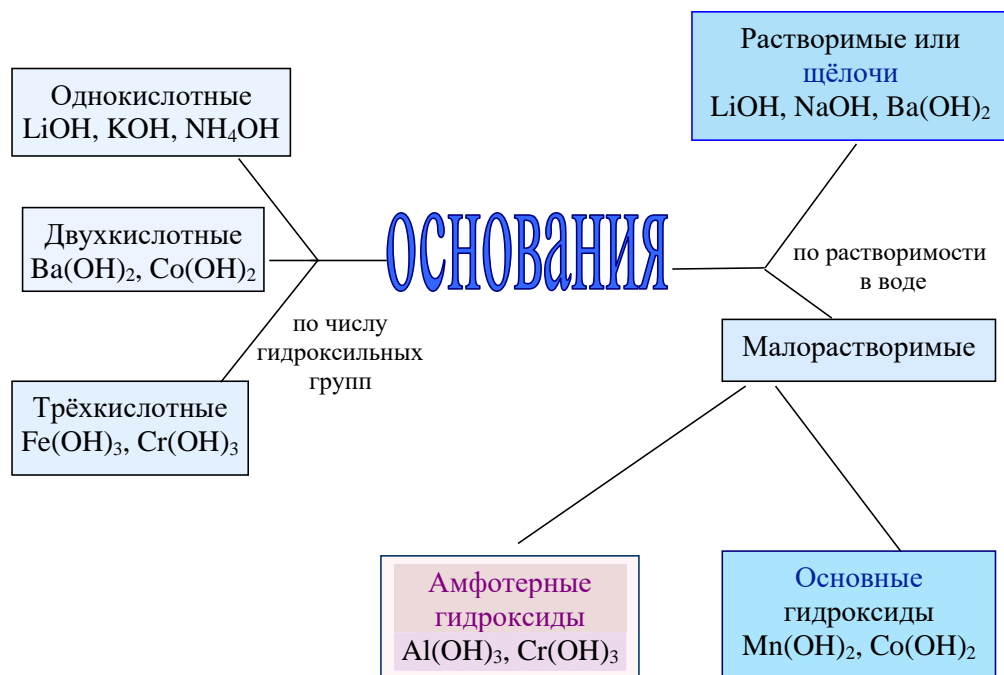 Растворимые или
щёлочи
LiOH, NaOH, Ba(OH)₂
Однокислотные
LiOH, KOH, NH₄OH
ОСНОВАНИЯ
Двухкислотные
Ba(OH)₂, Co(OH)₂
по растворимости
в воде
по числу
гидроксильных
групп
Малорастворимые
Трёхкислотные
Fe(OH)₃, Cr(OH)₃
Амфотерные
гидроксиды
Al(OH)₃, Cr(OH)₃
Основные
гидроксиды
Mn(OH)₂, Co(OH)₂